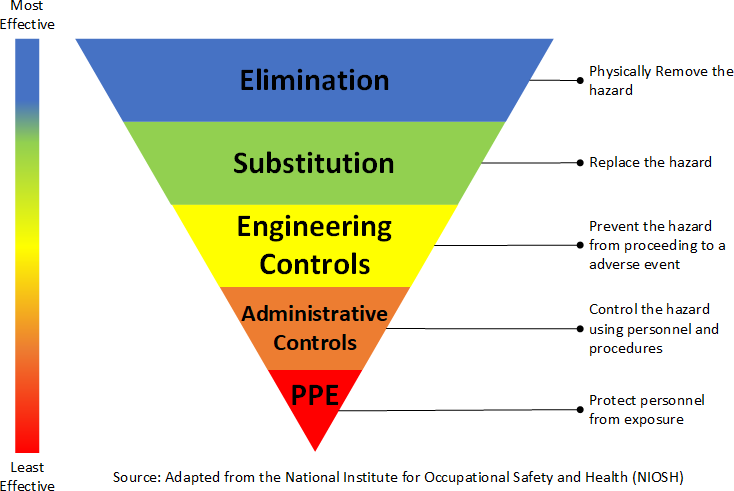 Most
Effective
Elimination
Physically Remove the
hazard
Substitution
Replace the hazard
Engineering
Controls
Prevent the hazard
from proceeding to a
adverse event
Administrative
Controls
Control the hazard
using personnel and
procedures
PPE
Protect personnel
from exposure
Least
Effective
Source: Adapted from the National Institute for Occupational Safety and Health (NIOSH)